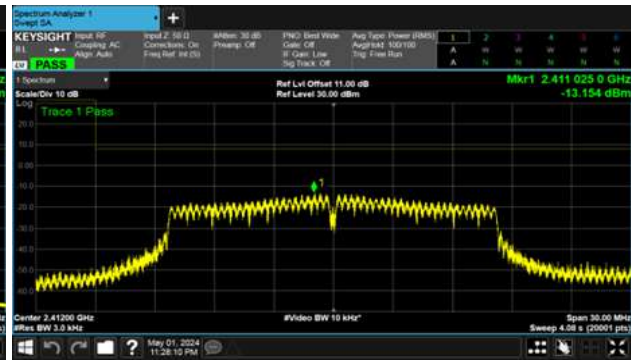 Spectrum Analyzer 1
Swept SA
+
KEYSIGHT Input: RF Input Z: 50 Ω #Atten: 30 dB PNO: Best Wide Avg Type: Power (RMS) 1 2 3 4 5 6
RL Coupling: AC Corrections: On Preamp: Off Gate: Off Avg|Hold: 100/100 A W W W W W
Align: Auto Freq Ref: Int (S) IF Gain: Low Trig: Free Run
Sig Track: Off A N N N N N
LV PASS
1 Spectrum
Ref Lvl Offset 11.00 dB Mkr1 2.411 025 0 GHz
Scale/Div 10 dB Ref Level 30.00 dBm -13.154 dBm
Log
Trace 1 Pass
20.0
10.0
0.00
-10.0
-20.0
-30.0
-40.0
-50.0
-60.0
1
Center 2.41200 GHz #Video BW 10 kHz* Span 30.00 MHz
#Res BW 3.0 kHz Sweep 4.08 s (20001 pts)
?
May 01, 2024
11:28:10 PM